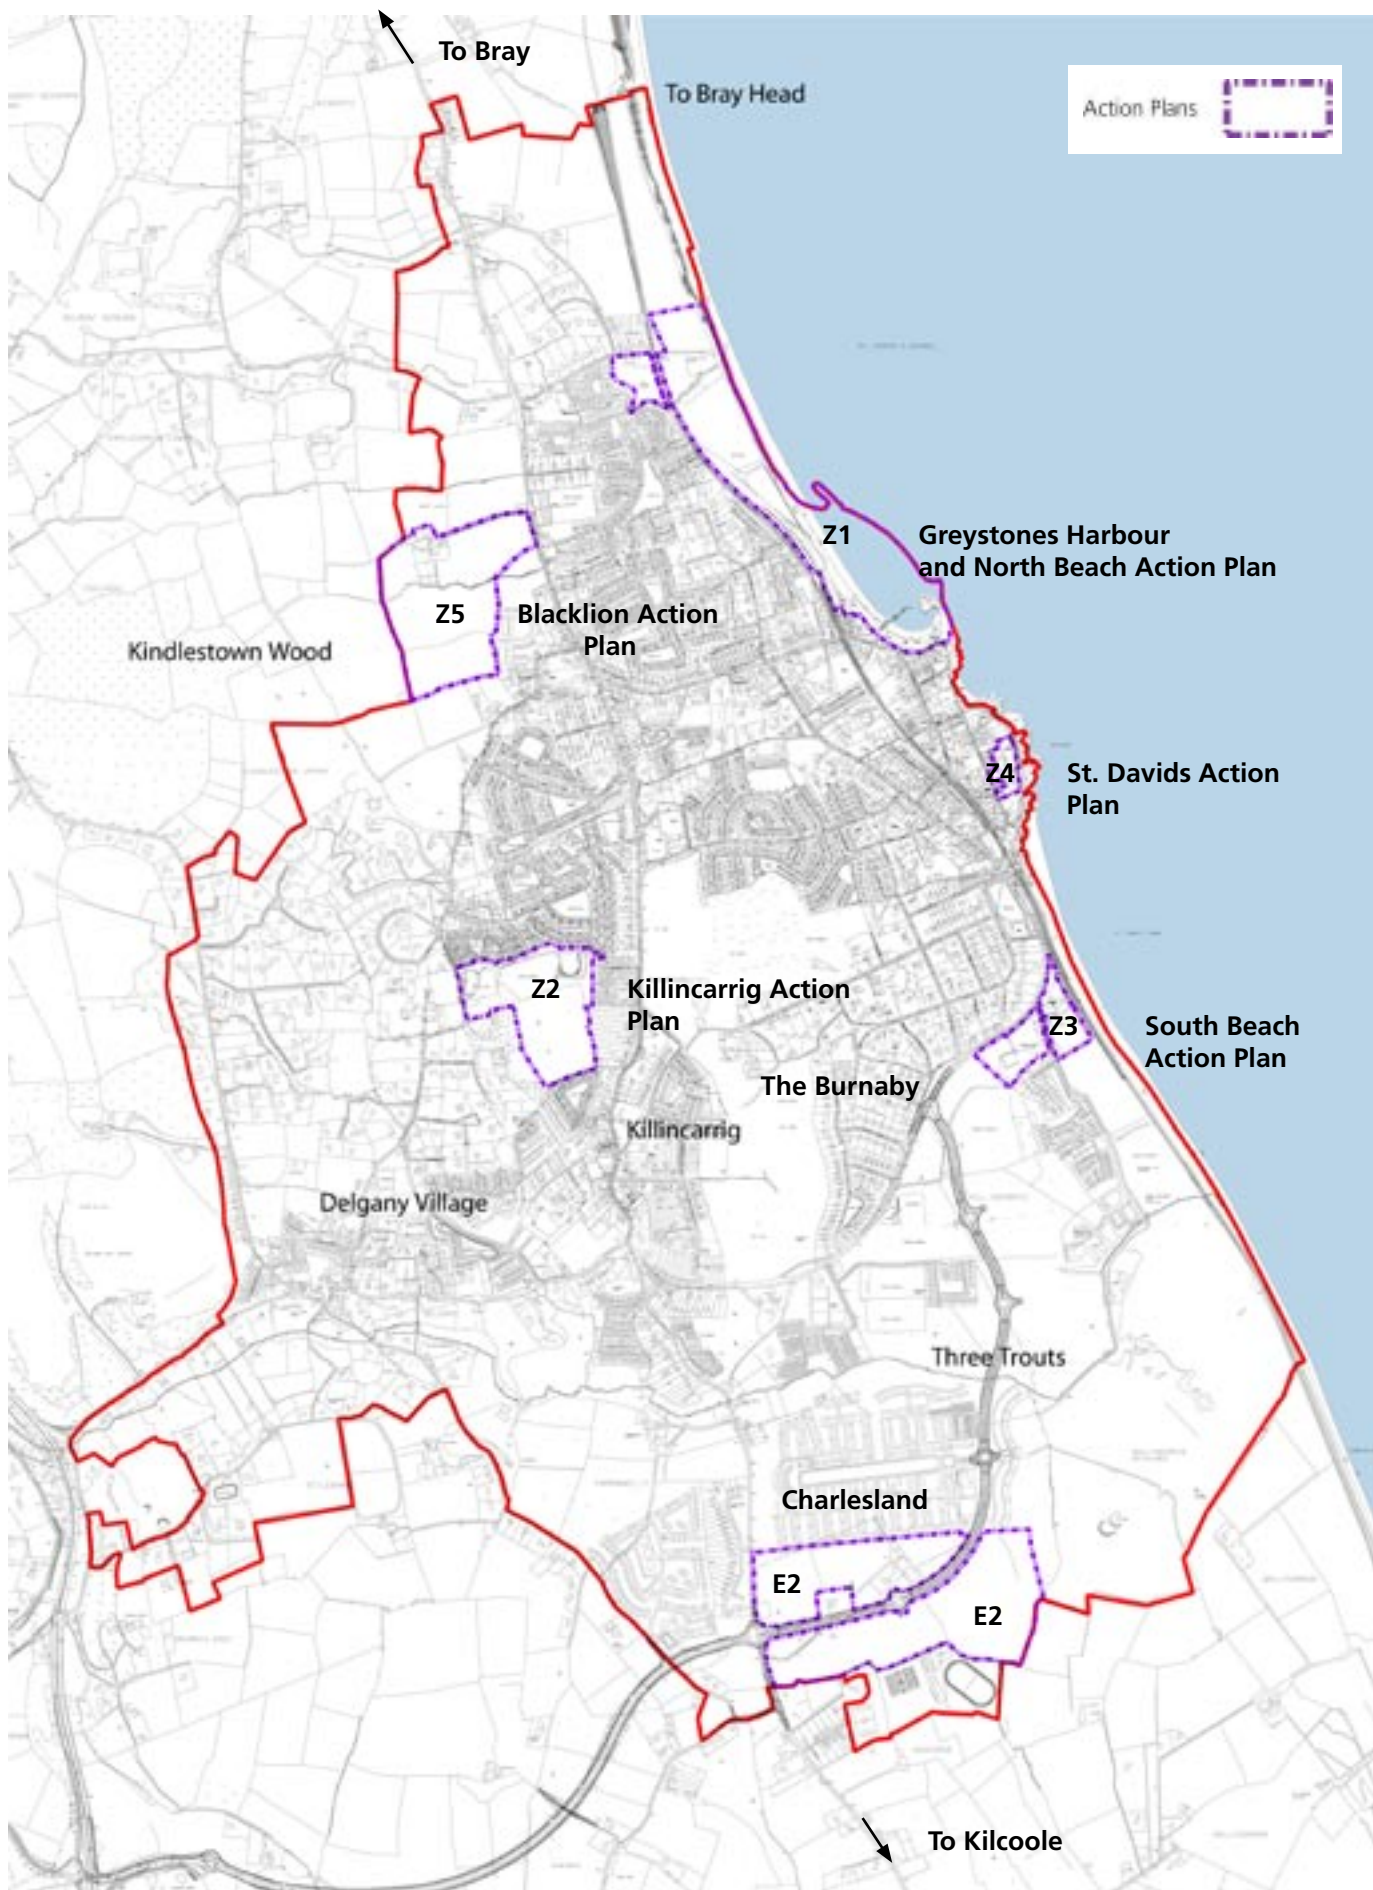 To Bray
To Bray Head
Action Plans
Z1
Greystones Harbour
and North Beach Action Plan
Z5
Blacklion Action
Plan
Kindlestown Wood
Z4
St. Davids Action
Plan
Z2
Killincarrig Action
Plan
Z3
South Beach
Action Plan
The Burnaby
Killincarrig
Delgany Village
Three Trouts
Charlesland
E2
E2
To Kilcoole